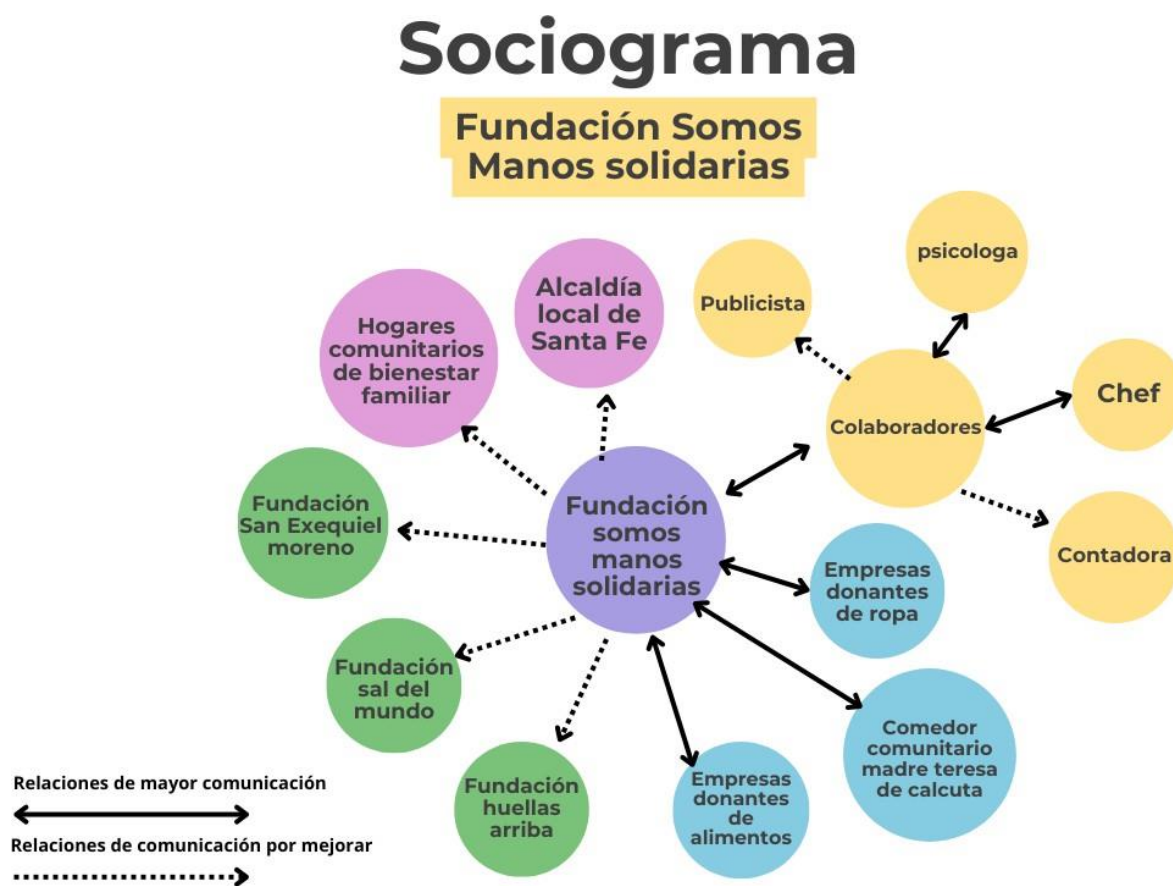 Sociograma
Fundación Somos
Manos solidarias
psicologa
Publicista
Alcaldía
local de
Santa Fe
Hogares
comunitarios
de bienestar
familiar
Chef
Colaboradores
Fundación
San Exequiel
moreno
Fundación
somos
manos
solidarias
Contadora
Empresas
donantes
de ropa
Fundación
sal del
mundo
Comedor
comunitario
madre teresa
de calcuta
Fundación
huellas
arriba
Empresas
donantes
de
alimentos
Relaciones de mayor comunicación
Relaciones de comunicación por mejorar